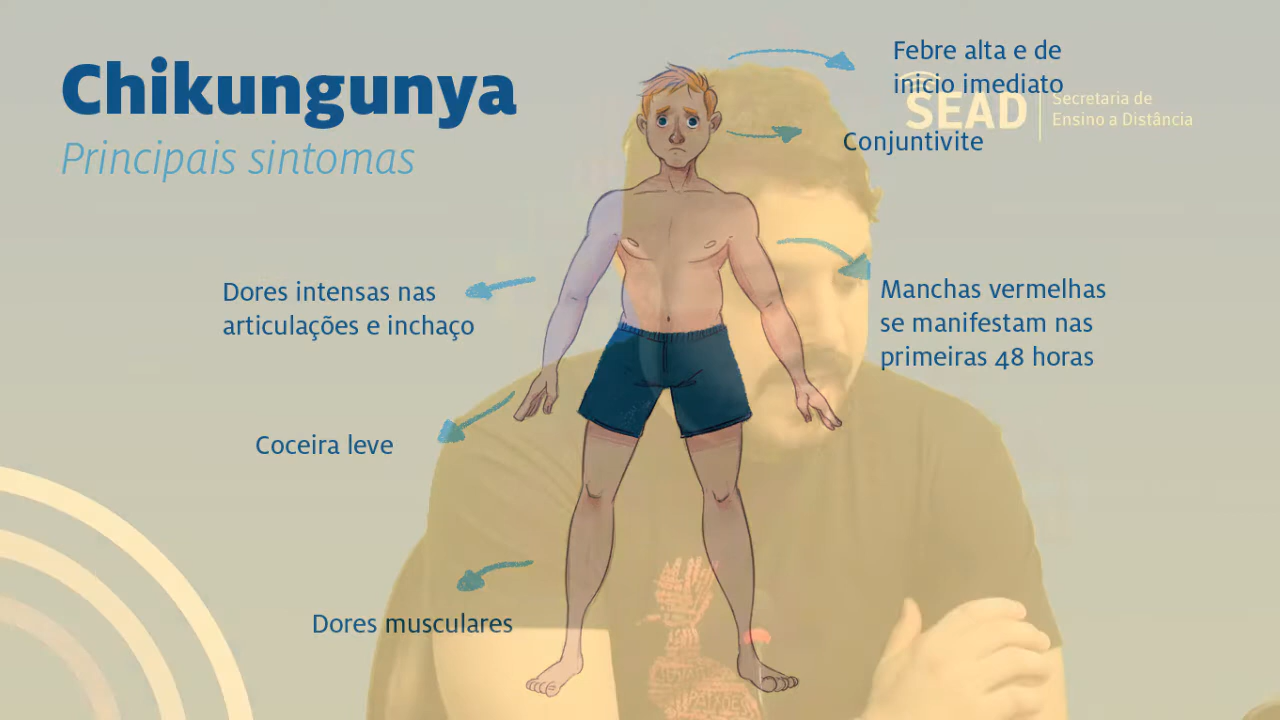 Chikungunya
Principais sintomas
Febre alta e de
início imediato
SEAD
Secretaria de
Ensino a Distância
Conjuntivite
Dores intensas nas
articulações e inchaço
Manchas vermelhas
se manifestam nas
primeiras 48 horas
Coceira leve
Dores musculares